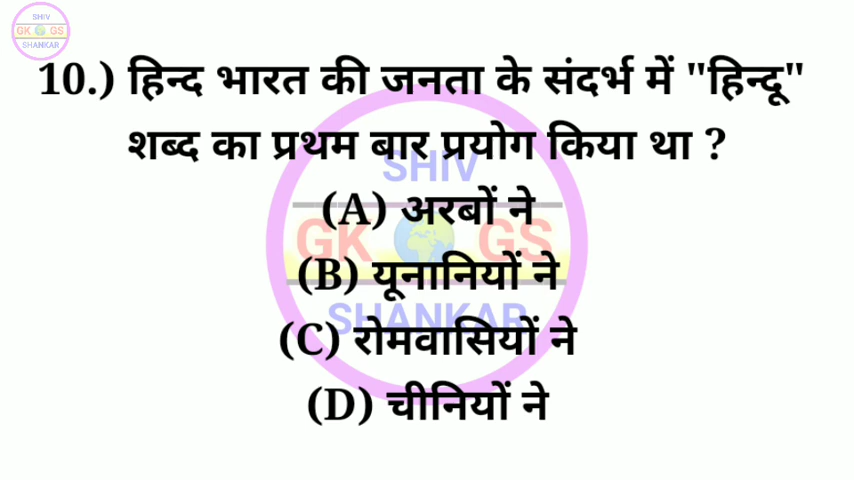 SHIV
GK GS
SHANKAR
10.) हिन्द भारत की जनता के संदर्भ में "हिन्दू"
शब्द का प्रथम बार प्रयोग किया था ?
SHIV
(A) अरबों ने
GK GS
(B) यूनानियों ने
SHANKAR
(C) रोमवासियों ने
(D) चीनियों ने